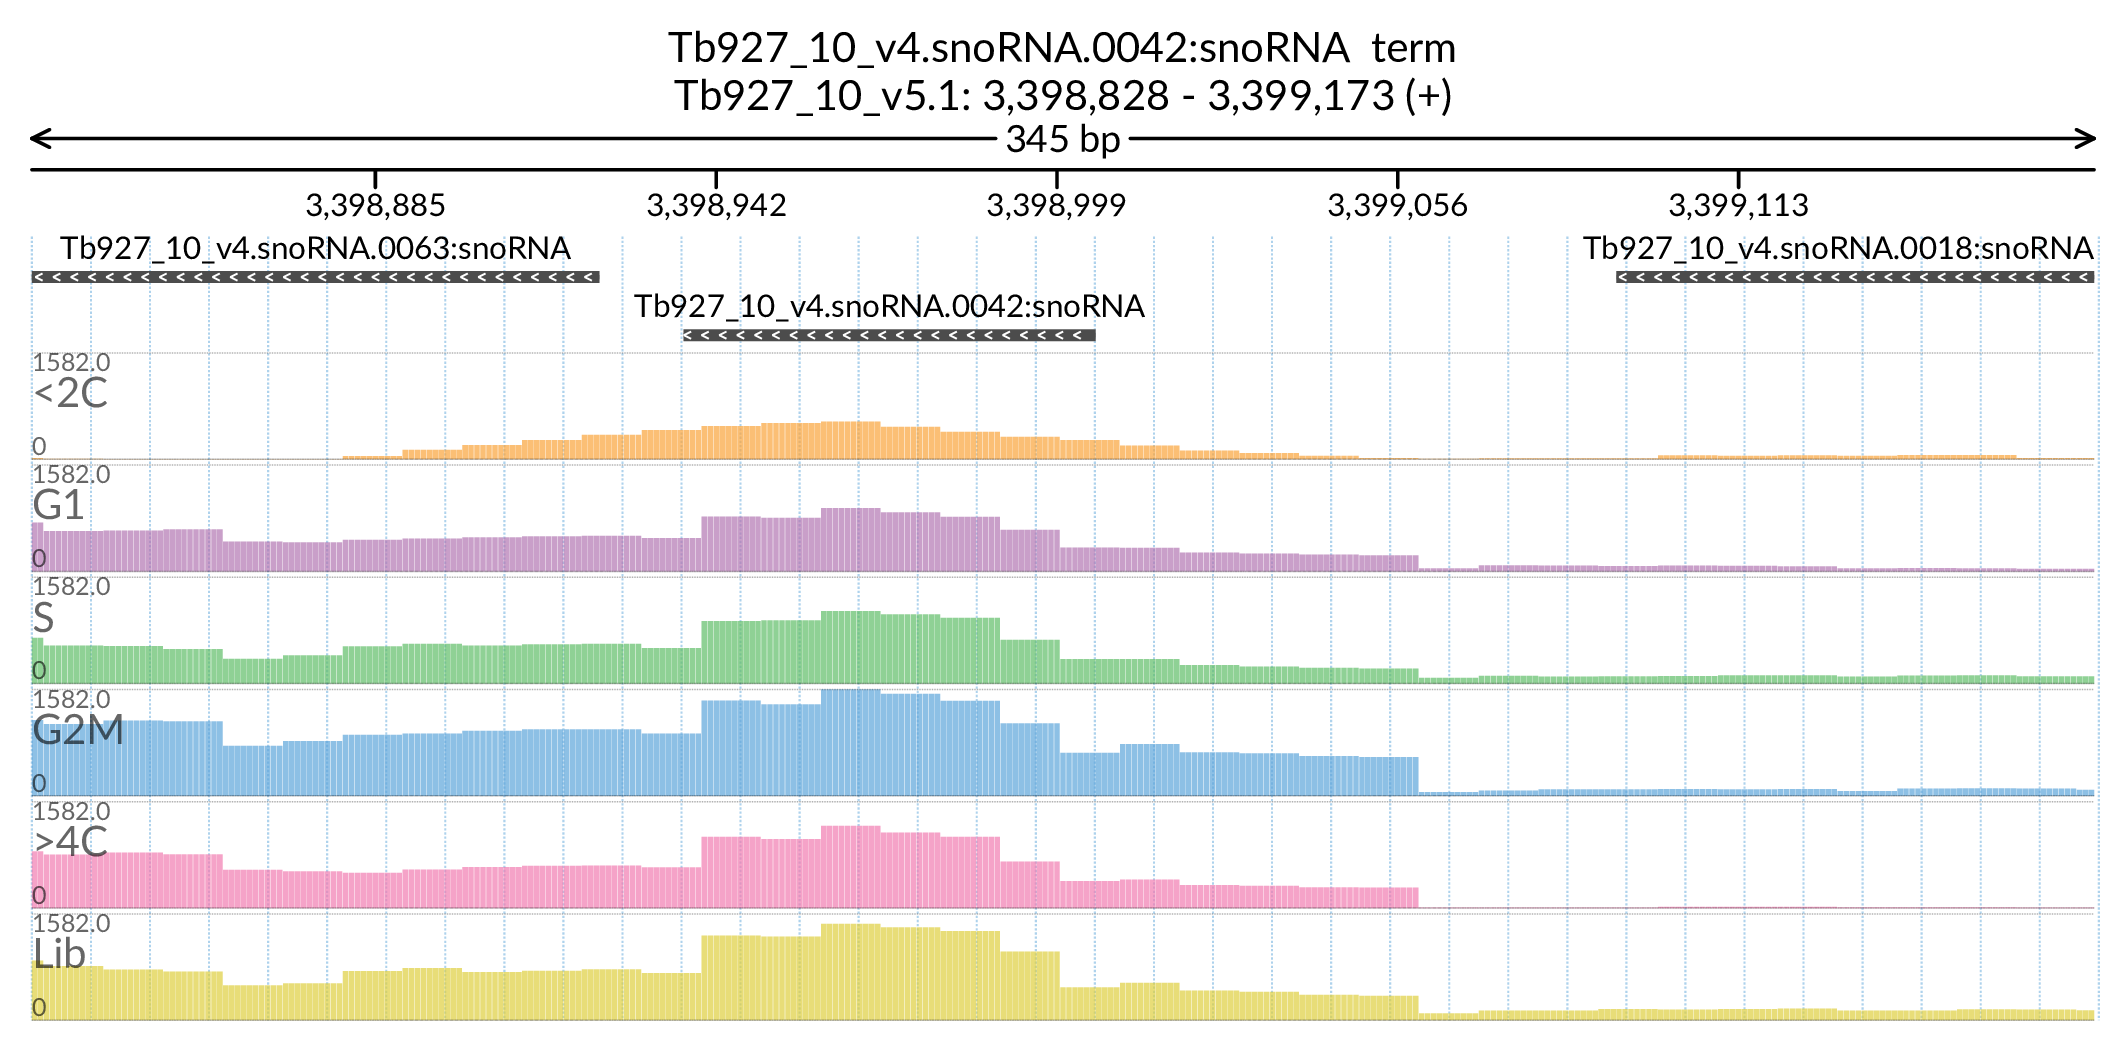 Tb927_10_v4.snoRNA.0042:snoRNA term
Tb927_10_v5.1: 3,398,828 - 3,399,173 (+)
345 bp
3,398,885 3,398,942 3,398,999 3,399,056 3,399,113
Tb927_10_v4.snoRNA.0063:snoRNA Tb927_10_v4.snoRNA.0018:snoRNA
Tb927_10_v4.snoRNA.0042:snoRNA
1582.0
<2C
0
1582.0
G1
0
1582.0
S
0
1582.0
G2M
0
1582.0
>4C
0
1582.0
Lib
0